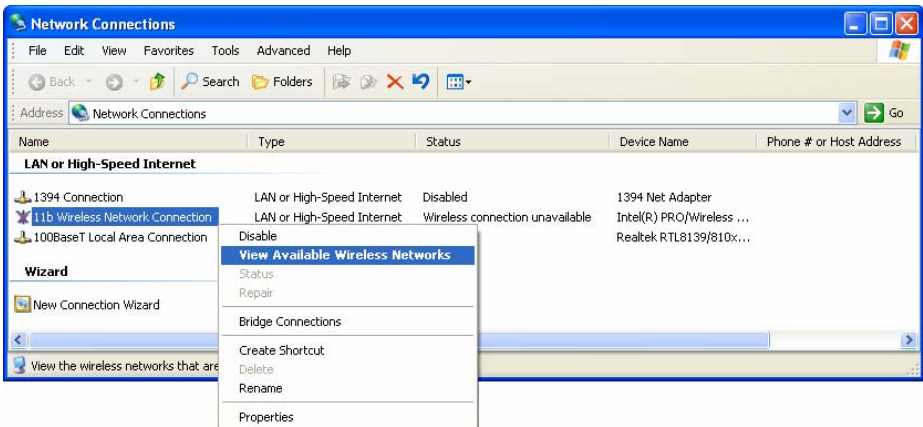 Network Connections
File Edit View Favorites Tools Advanced Help
Back Search Folders
Address Network Connections Go
Name Type Status Device Name Phone # or Host Address
LAN or High-Speed Internet
1394 Connection LAN or High-Speed Internet Disabled 1394 Net Adapter
11b Wireless Network Connection LAN or High-Speed Internet Wireless connection unavailable Intel(R) PRO/Wireless ...
100BaseT Local Area Connection Realtek RTL8139/810x...
Wizard
New Connection Wizard
Disable
View Available Wireless Networks
Status
Repair
Bridge Connections
Create Shortcut
Delete
Rename
Properties
View the wireless networks that are